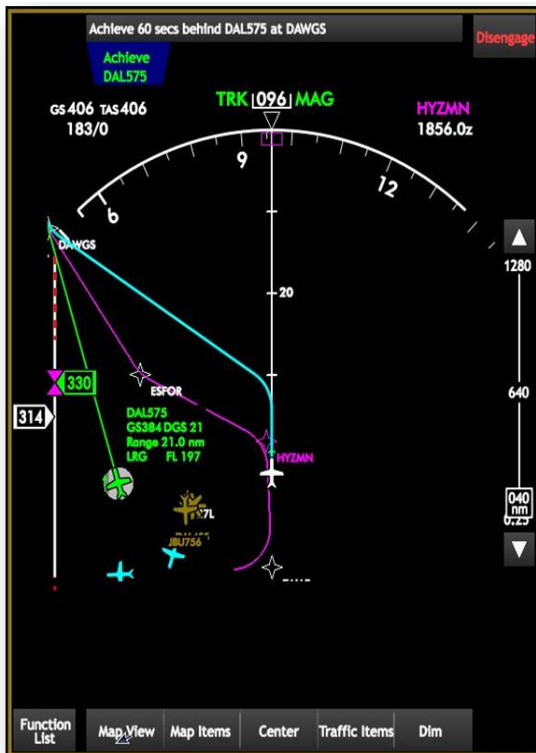 Achieve 60 secs behind DAL575 at DAWGS
Disengage
Achieve
DAL575
GS 406 TAS 406
183/0
TRK 096 MAG
HYZMN
1856.0z
6
9
12
DAWGS
20
1280
330
314
ESFOR
640
DAL575
GS384 DGS 21
Range 21.0 nm
LRG FL 197
HYZMN
7L
JBU756
040
nm
0.25
Function
List
Map View
Map Items
Center
Traffic Items
Dim